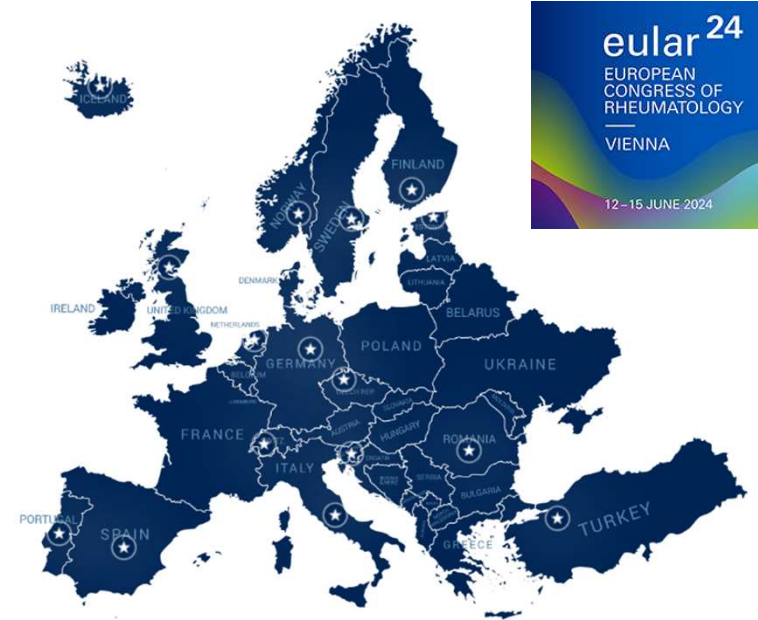 eular 24
EUROPEAN
CONGRESS OF
RHEUMATOLOGY
VIENNA
12–15 JUNE 2024
ICELAND
FINLAND
NORWAY
SWEDEN
LATVIA
LITHUANIA
DENMARK
IRELAND
UNITED KINGDOM
BELARUS
NETHERLANDS
POLAND
GERMANY
UKRAINE
BELGIUM
CZECH REP.
SLOVAKIA
FRANCE
AUSTRIA
HUNGARY
ROMANIA
CROATIA
ITALY
SERBIA
BULGARIA
PORTUGAL
SPAIN
TURKEY
GREECE